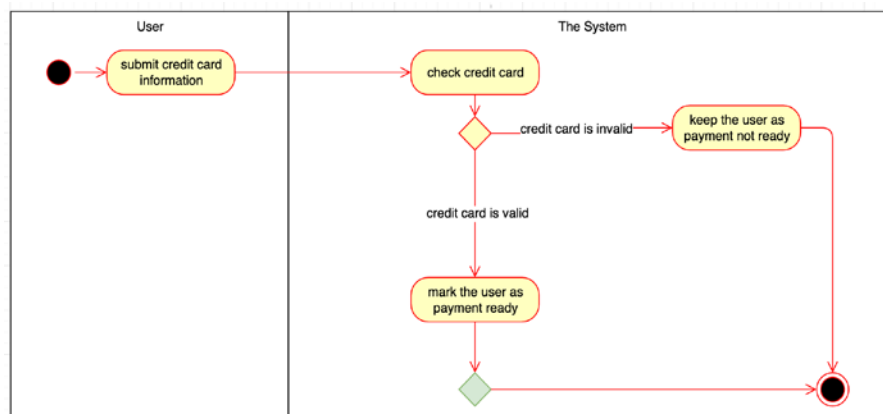 User
The System
submit credit card
information
check credit card
credit card is invalid
keep the user as
payment not ready
credit card is valid
mark the user as
payment ready